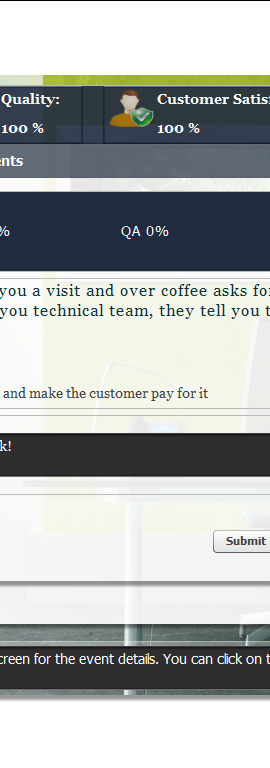 Quality: Customer Satis
100 % 100 %
nts
% QA 0%
you a visit and over coffee asks fo
you technical team, they tell you t
and make the customer pay for it
k!
Submit
creen for the event details. You can click on t